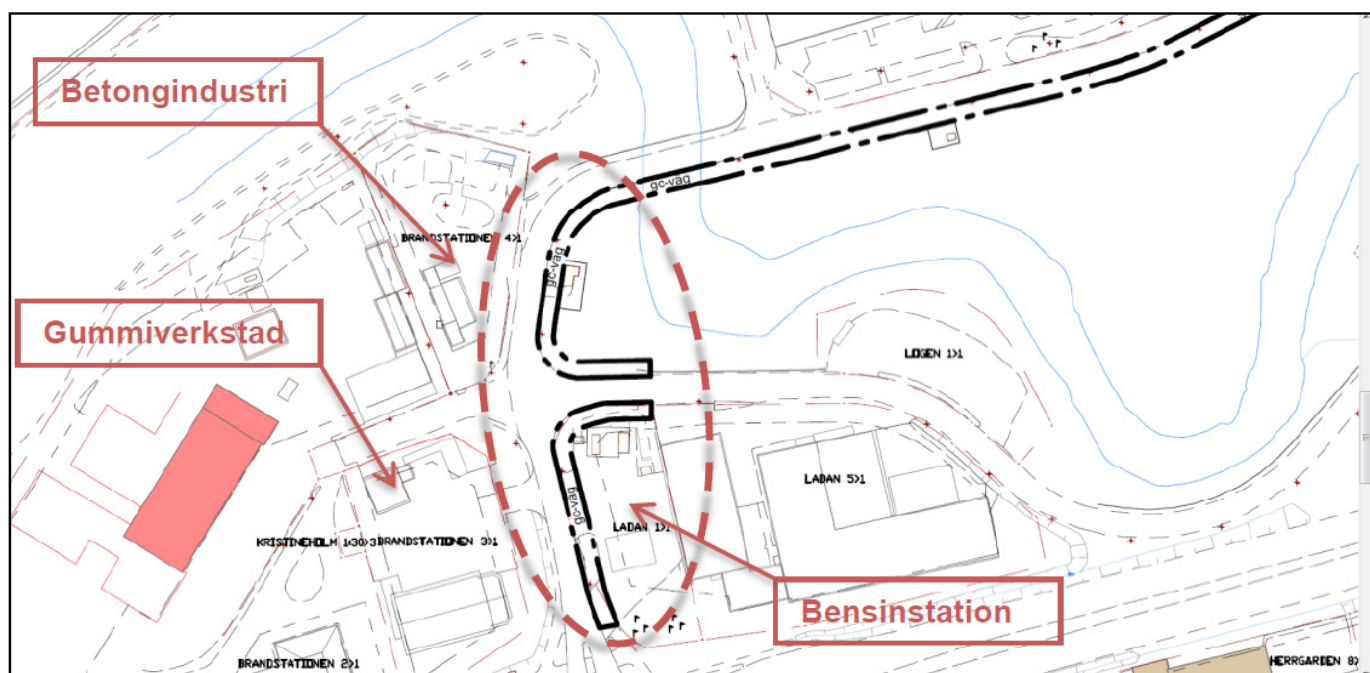 Betongindustri
gc-väg
BRANDSTATIONEN 4>1
gc-väg
Gummiverkstad
LOGEN 1>1
LADAN 5>1
gc-väg
LADAN 1>1
KRISTINEHOLM 1:30>3
BRANDSTATIONEN 3>1
Bensinstation
BRANDSTATIONEN 2>1
HERRGÅRDEN 8>